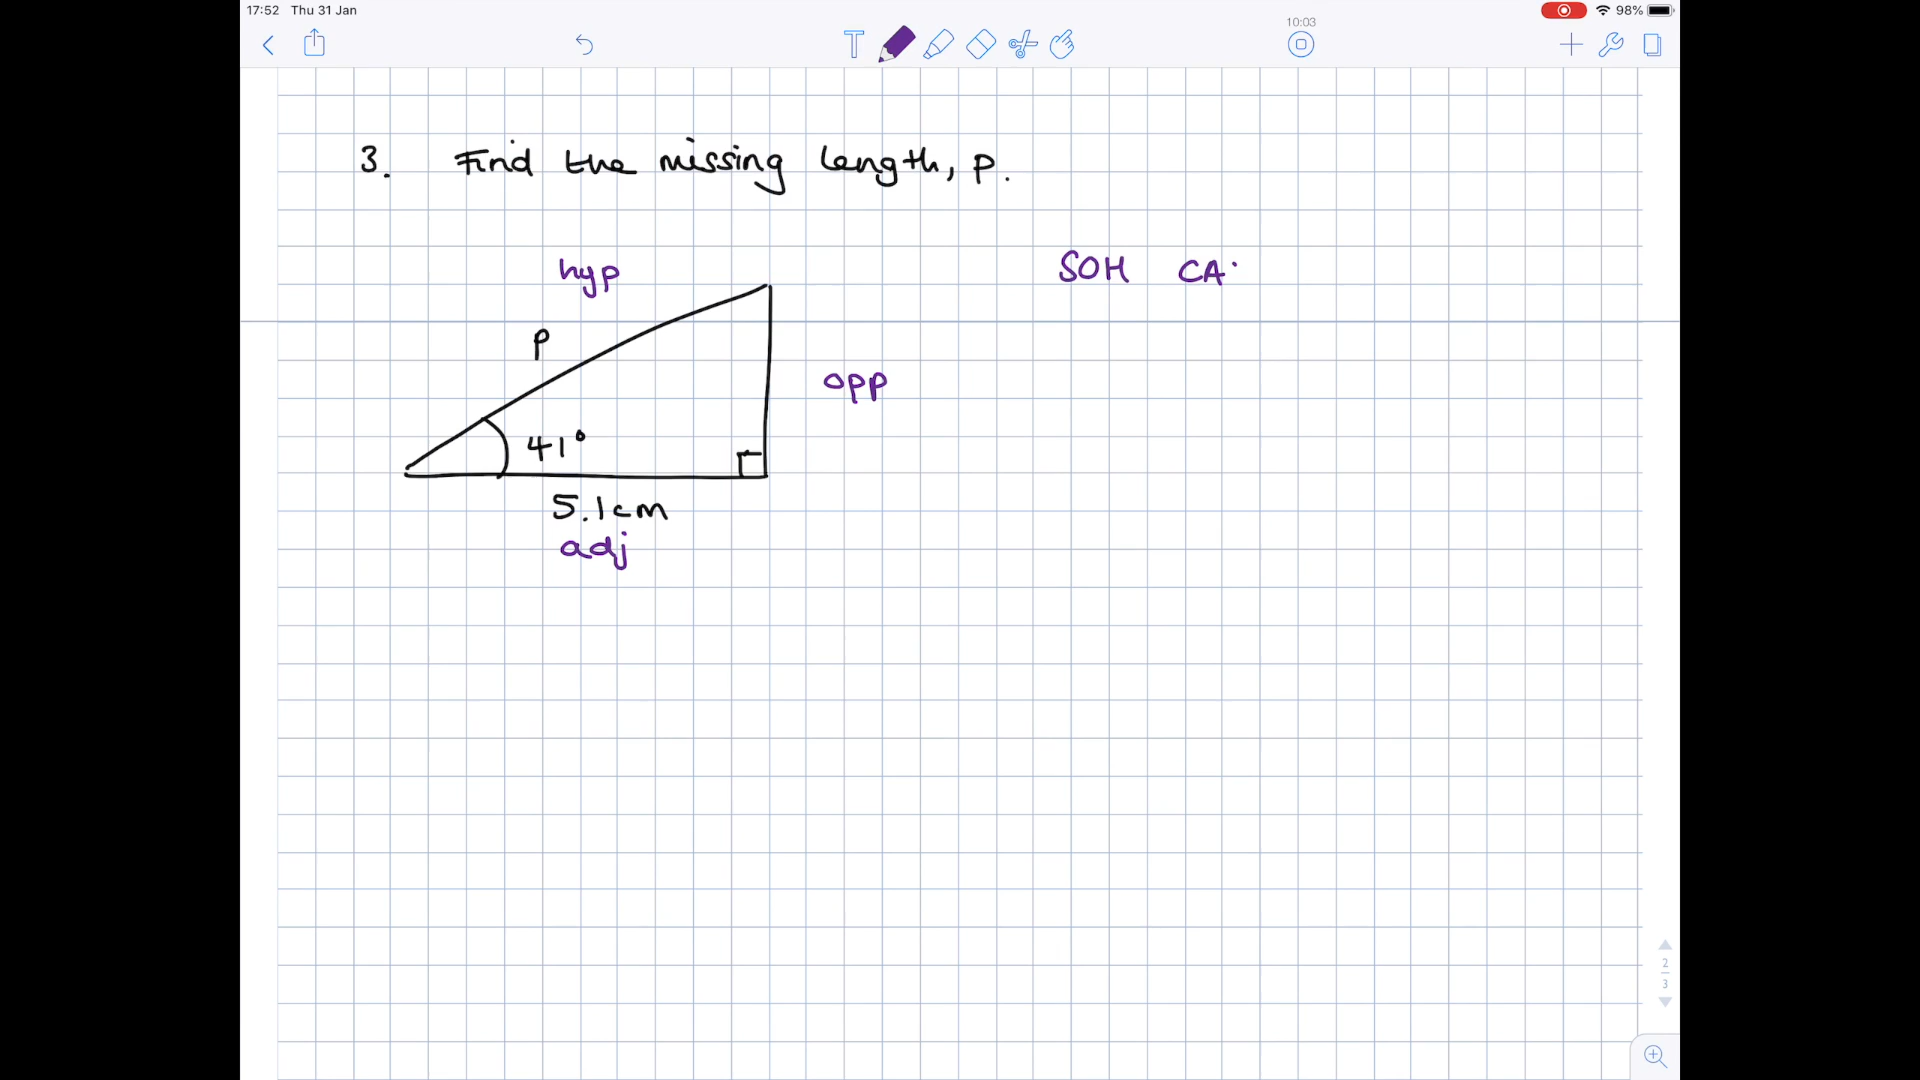 17:52 Thu 31 Jan
98%
10:03
T
3. Find the missing length, p.
hyp
SOH CA
p
opp
41°
5.1cm
adj
2
3